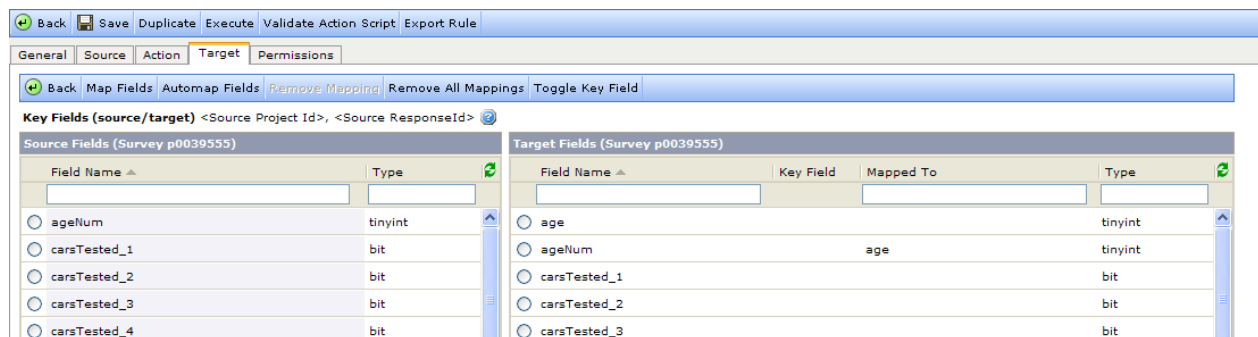 Back Save Duplicate Execute Validate Action Script Export Rule
General Source Action Target Permissions
Back Map Fields Automap Fields Remove Mapping Remove All Mappings Toggle Key Field
Key Fields (source/target) <Source Project Id>, <Source ResponseId>
Source Fields (Survey p0039555) Target Fields (Survey p0039555)
Field Name Type Field Name Key Field Mapped To Type
ageNum tinyint age tinyint
carsTested_1 bit ageNum age tinyint
carsTested_2 bit carsTested_1 bit
carsTested_3 bit carsTested_2 bit
carsTested_4 bit carsTested_3 bit